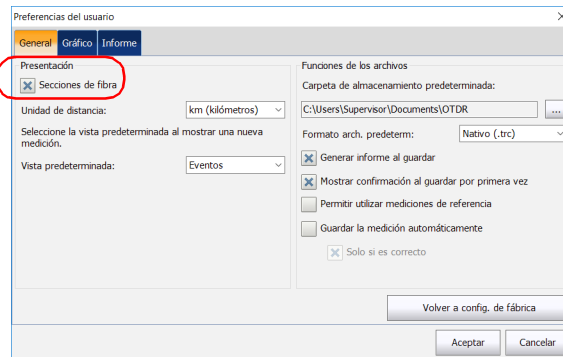 Preferencias del usuario
General Gráfico Informe
Presentación
Secciones de fibra
Unidad de distancia: km (kilómetros)
Seleccione la vista predeterminada al mostrar una nueva
medición.
Vista predeterminada: Eventos
Funciones de los archivos
Carpeta de almacenamiento predeterminada:
C:\Users\Supervisor\Documents\OTDR ...
Formato arch. predeterm: Nativo (.trc)
Generar informe al guardar
Mostrar confirmación al guardar por primera vez
Permitir utilizar mediciones de referencia
Guardar la medición automáticamente
Solo si es correcto
Volver a config. de fábrica
Aceptar Cancelar